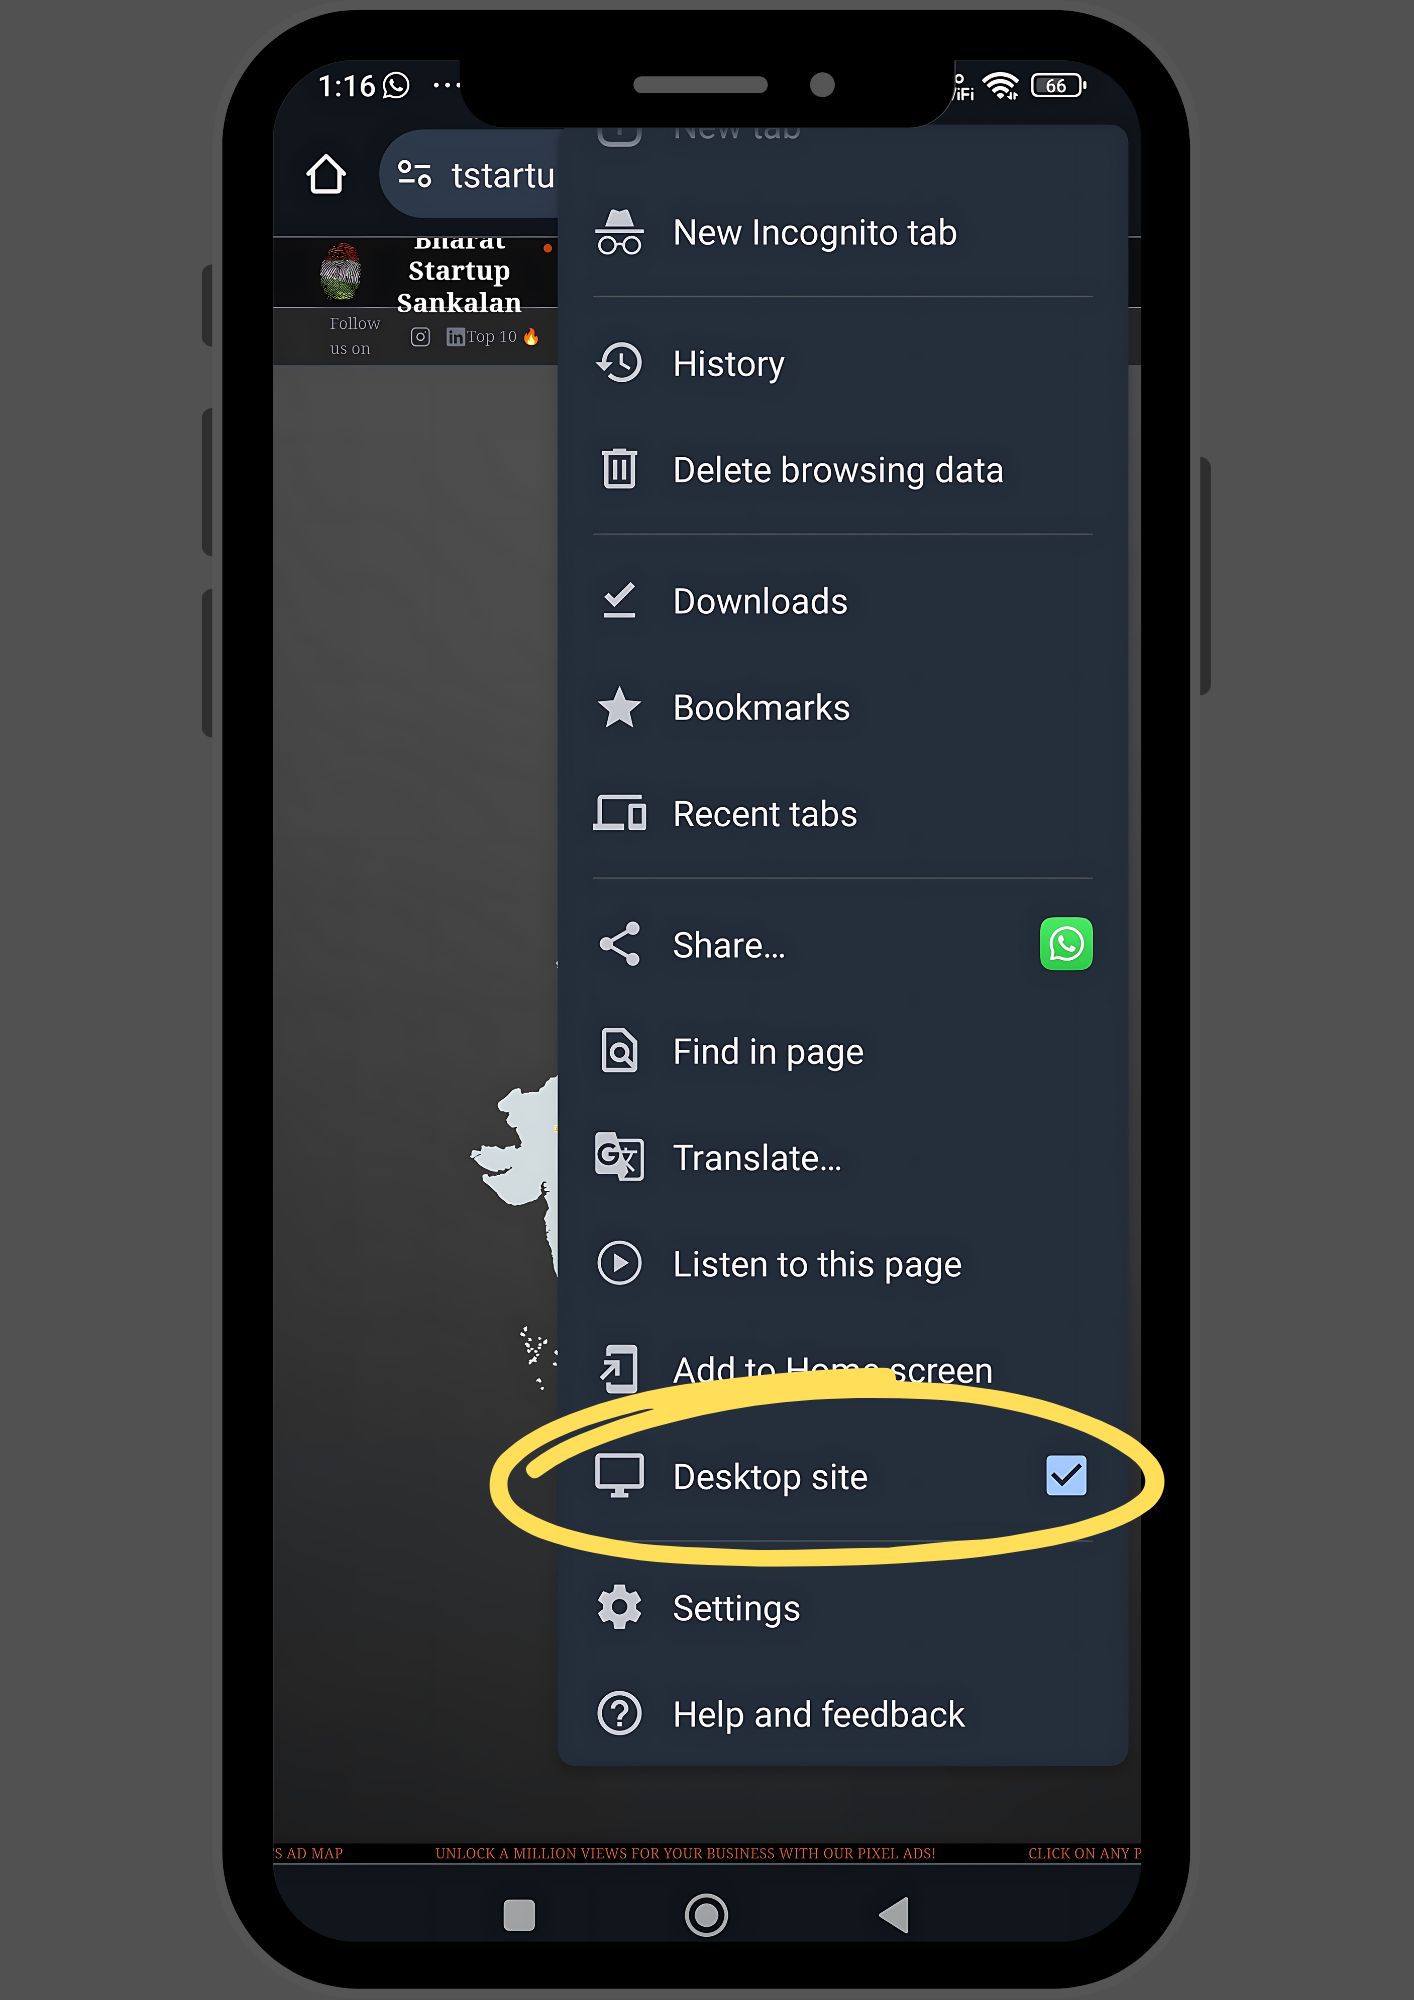 1:16
66
tstartu
New tab
Bharat
Startup
Sankalan
Follow
us on
Top 10 🔥
New Incognito tab
History
Delete browsing data
Downloads
Bookmarks
Recent tabs
Share...
Find in page
Translate...
Listen to this page
Add to Home screen
Desktop site
Settings
Help and feedback
'S AD MAP UNLOCK A MILLION VIEWS FOR YOUR BUSINESS WITH OUR PIXEL ADS! CLICK ON ANY P